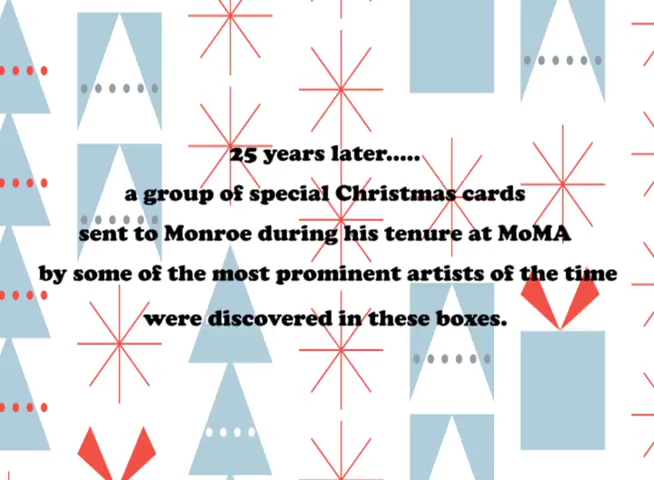 25 years later.....
a group of special Christmas cards
sent to Monroe during his tenure at MoMA
by some of the most prominent artists of the time
were discovered in these boxes.